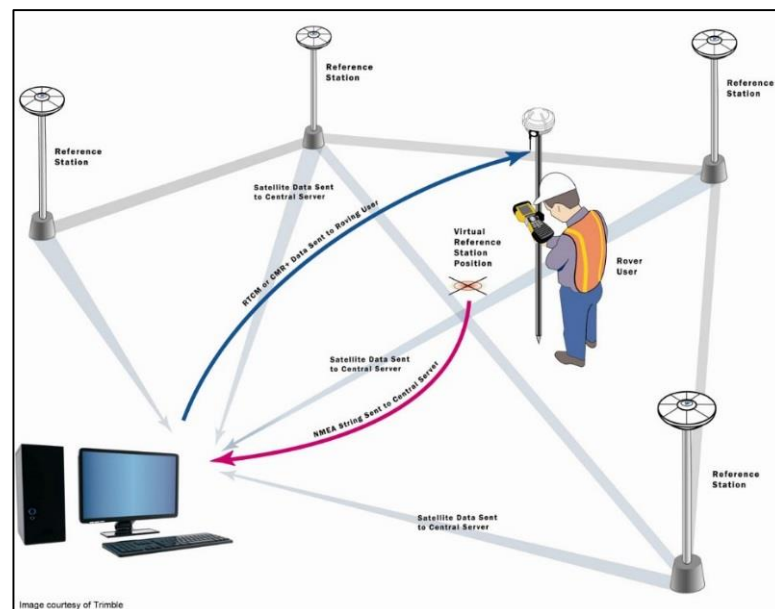 Reference
Station
Reference
Station
Reference
Station
Satellite Data Sent
to Central Server
RTCM or CMR+ Data Sent to Roving User
Virtual
Reference
Station
Position
Rover
User
Satellite Data Sent
to Central Server
NMEA String Sent to Central Server
Reference
Station
Satellite Data Sent
to Central Server
Image courtesy of Trimble